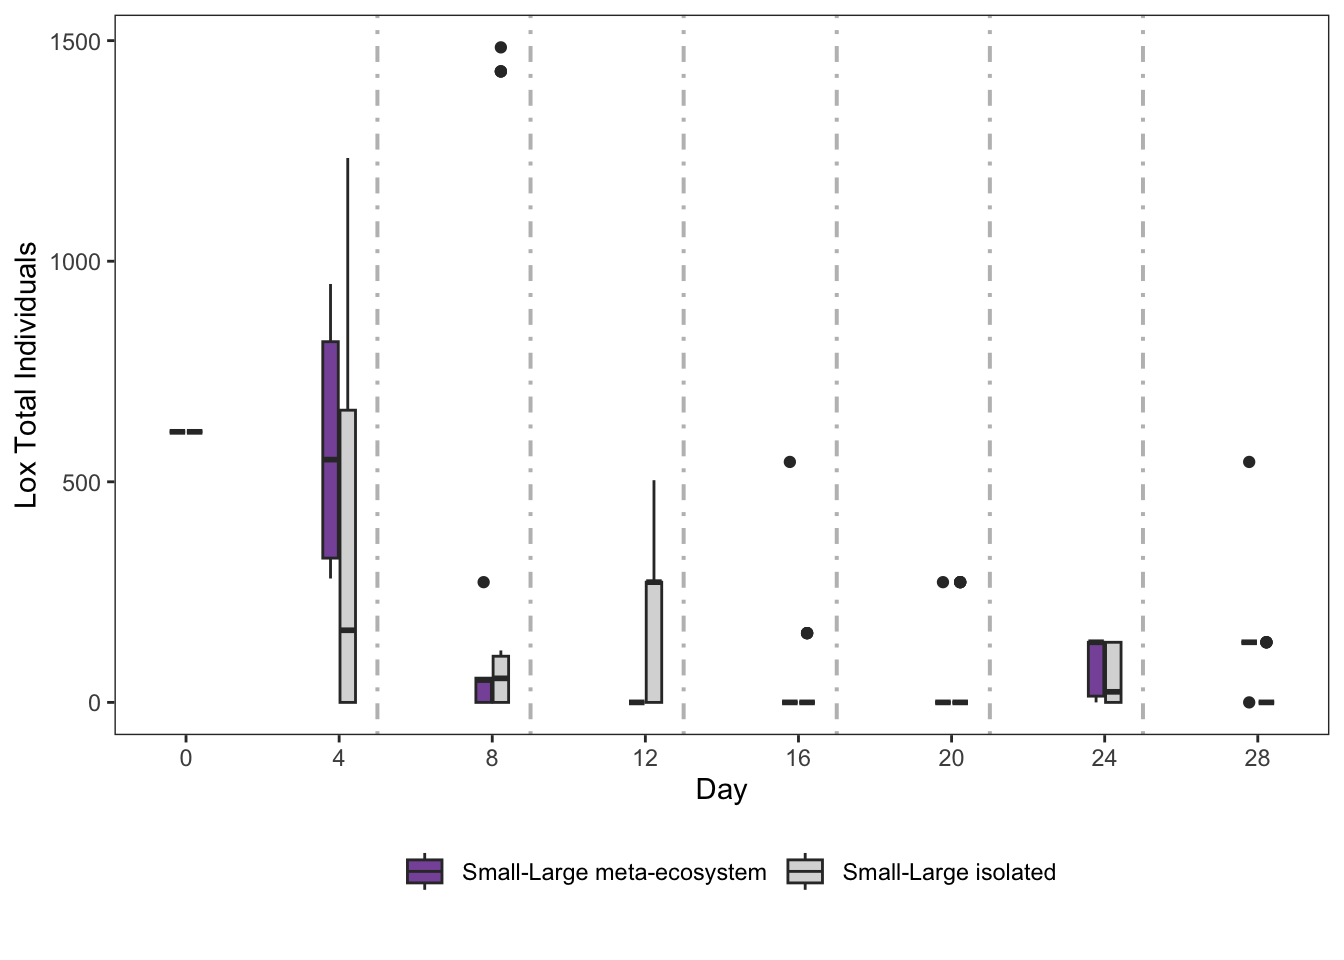 Lox Total Individuals
1500
1000
500
0
0 4 8 12 16 20 24 28
Day
Small-Large meta-ecosystem Small-Large isolated